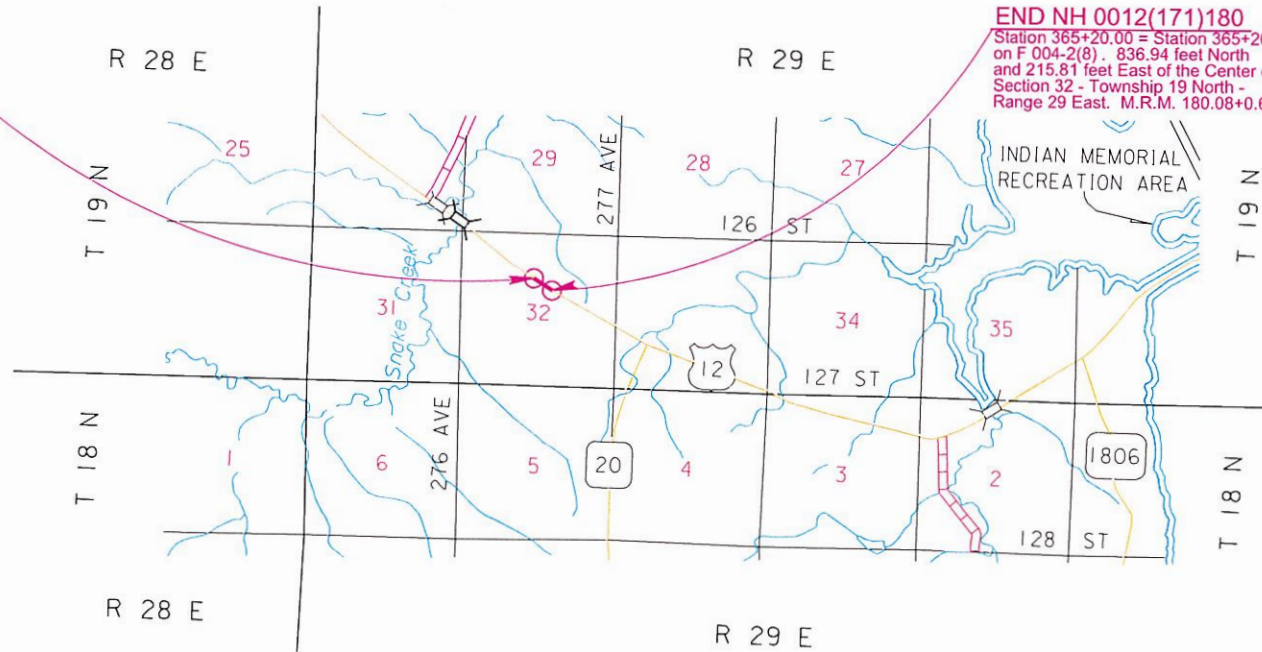 END NH 0012(171)180
Station 365+20.00 = Station 365+20
on F 004-2(8). 836.94 feet North
and 215.81 feet East of the Center
Section 32 - Township 19 North -
Range 29 East. M.R.M. 180.08+0.6
R 28 E
R 29 E
25
29
28
27
INDIAN MEMORIAL
RECREATION AREA
T 19 N
277 AVE
T 19 N
126 ST
31
Snake Creek
32
34
35
12
127 ST
T 18 N
1
6
276 AVE
5
20
4
3
2
1806
T 18 N
128 ST
R 28 E
R 29 E